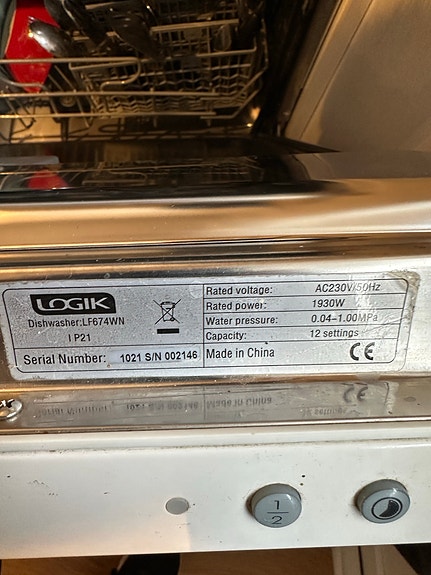 LOGIK
Dishwasher:LF674WN
I P21
Serial Number: 1021 S/N 002146
Rated voltage: AC230V/50Hz
Rated power: 1930W
Water pressure: 0.04-1.00MPa
Capacity: 12 settings
Made in China CE
1/2